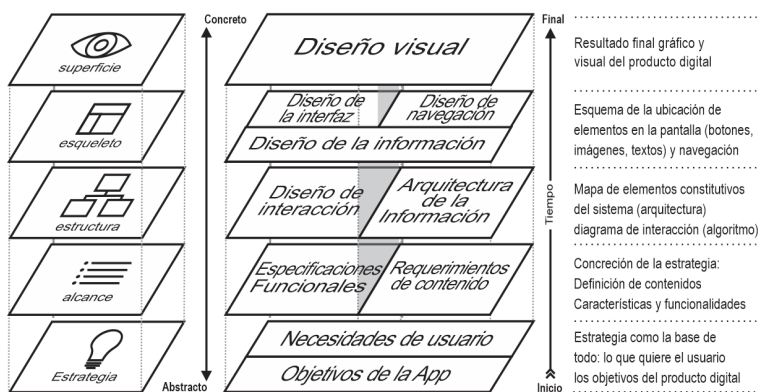 Concreto
Final
superficie
Diseño visual
Resultado final gráfico y
visual del producto digital
esqueleto
Diseño de
la interfaz
Diseño de
navegación
Diseño de la información
Esquema de la ubicación de
elementos en la pantalla (botones,
imágenes, textos) y navegación
estructura
Diseño de
interacción
Arquitectura
de la
Información
Tiempo
Mapa de elementos constitutivos
del sistema (arquitectura)
diagrama de interacción (algoritmo)
alcance
Especificaciones
Funcionales
Requerimientos
de contenido
Concreción de la estrategia:
Definición de contenidos
Características y funcionalidades
Estrategia
Necesidades de usuario
Objetivos de la App
Estrategia como la base de
todo: lo que quiere el usuario
los objetivos del producto digital
Abstracto
Inicio